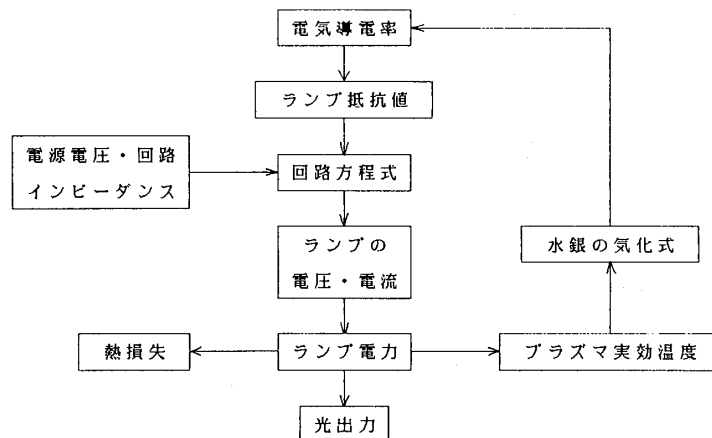 電気導電率
ランプ抵抗値
電源電圧・回路
インピーダンス
回路方程式
ランプの
電圧・電流
水銀の気化式
熱損失
ランプ電力
プラズマ実効温度
光出力